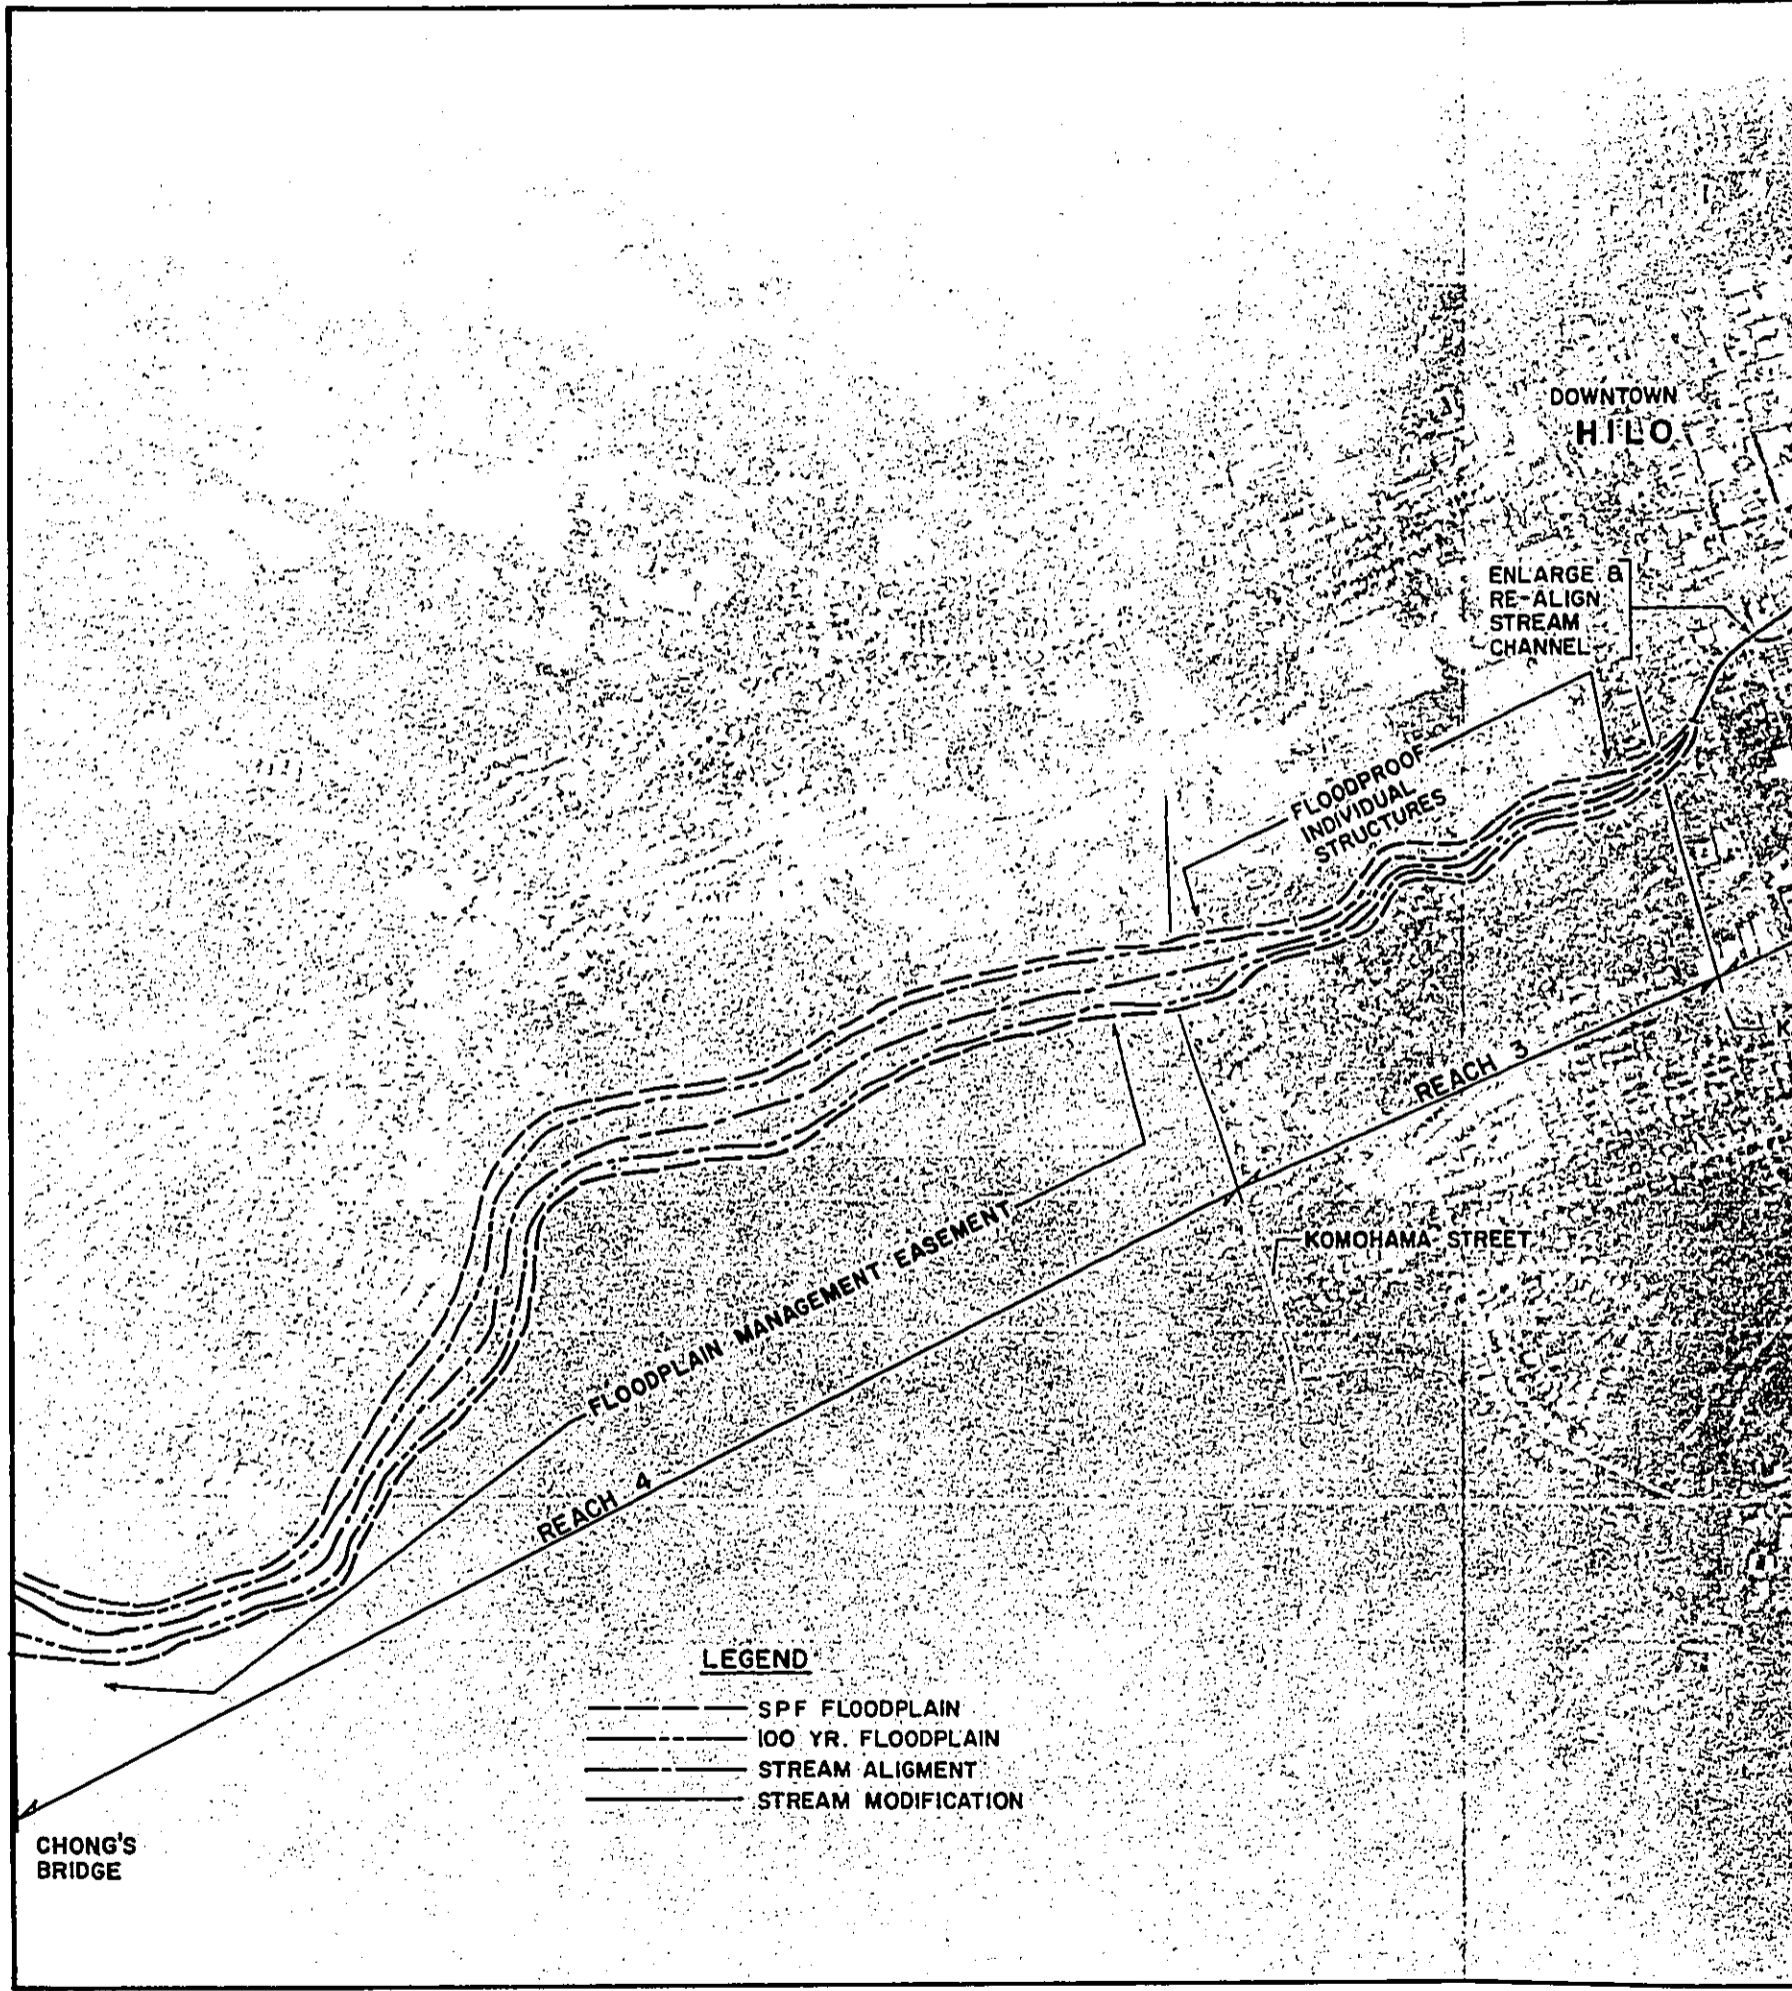 DOWNTOWN
HILO
ENLARGE &
RE-ALIGN
STREAM
CHANNEL
FLOODPROOF
INDIVIDUAL
STRUCTURES
REACH 3
KOMOHAMA STREET
FLOODPLAIN MANAGEMENT EASEMENT
REACH 4
LEGEND
SPF FLOODPLAIN
100 YR. FLOODPLAIN
STREAM ALIGMENT
STREAM MODIFICATION
CHONG'S
BRIDGE